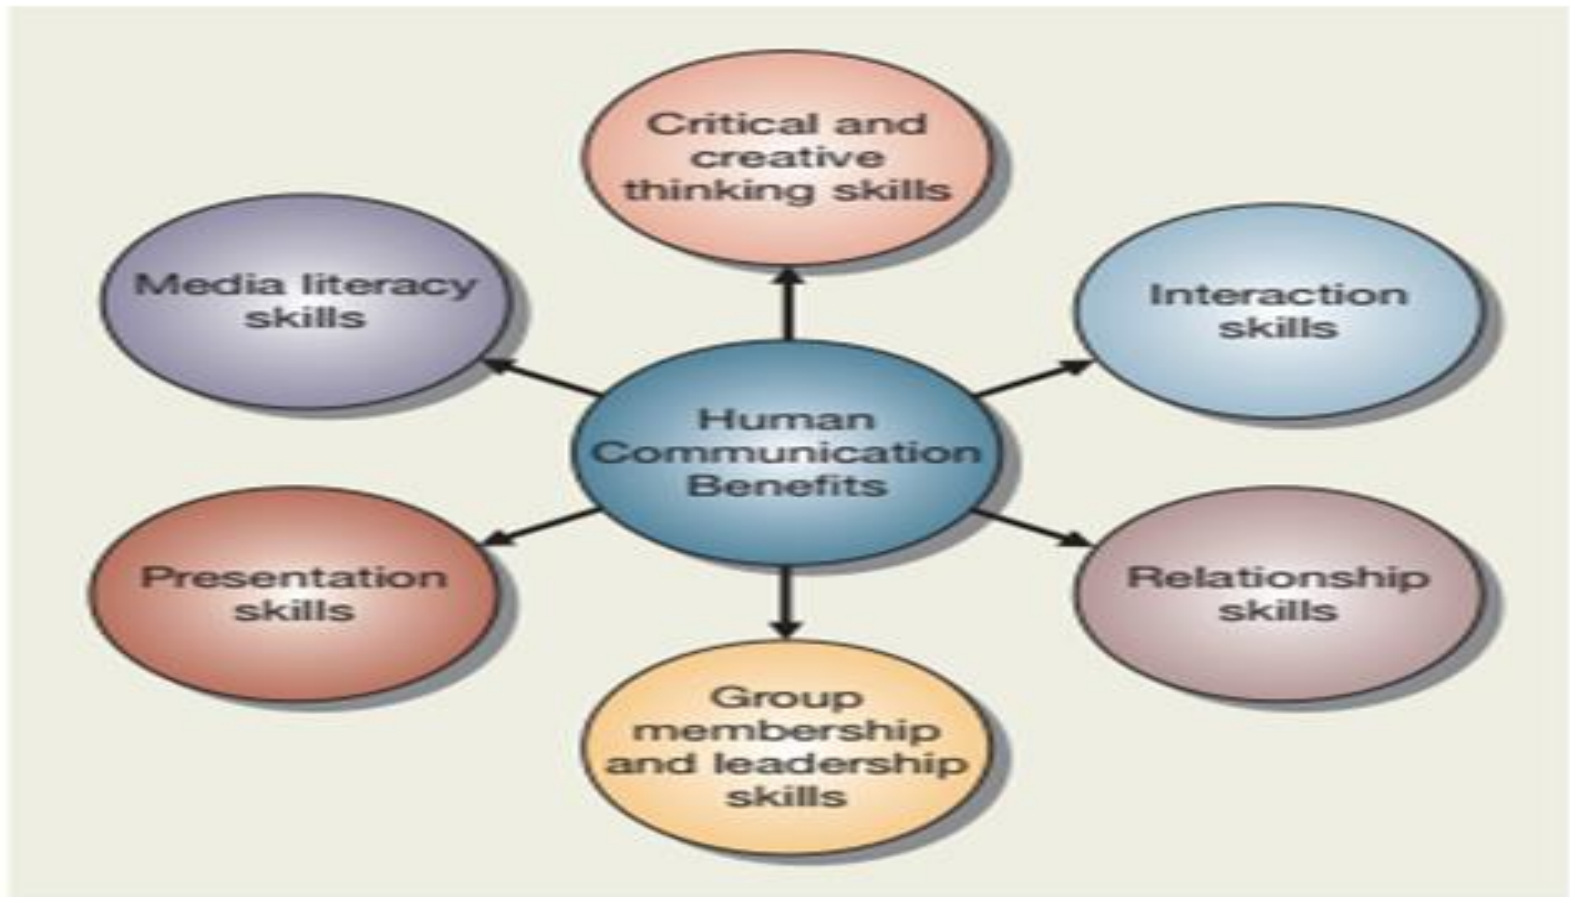 Critical and
creative
thinking skills
Media literacy
skills
Interaction
skills
Human
Communication
Benefits
Presentation
skills
Relationship
skills
Group
membership
and leadership
skills